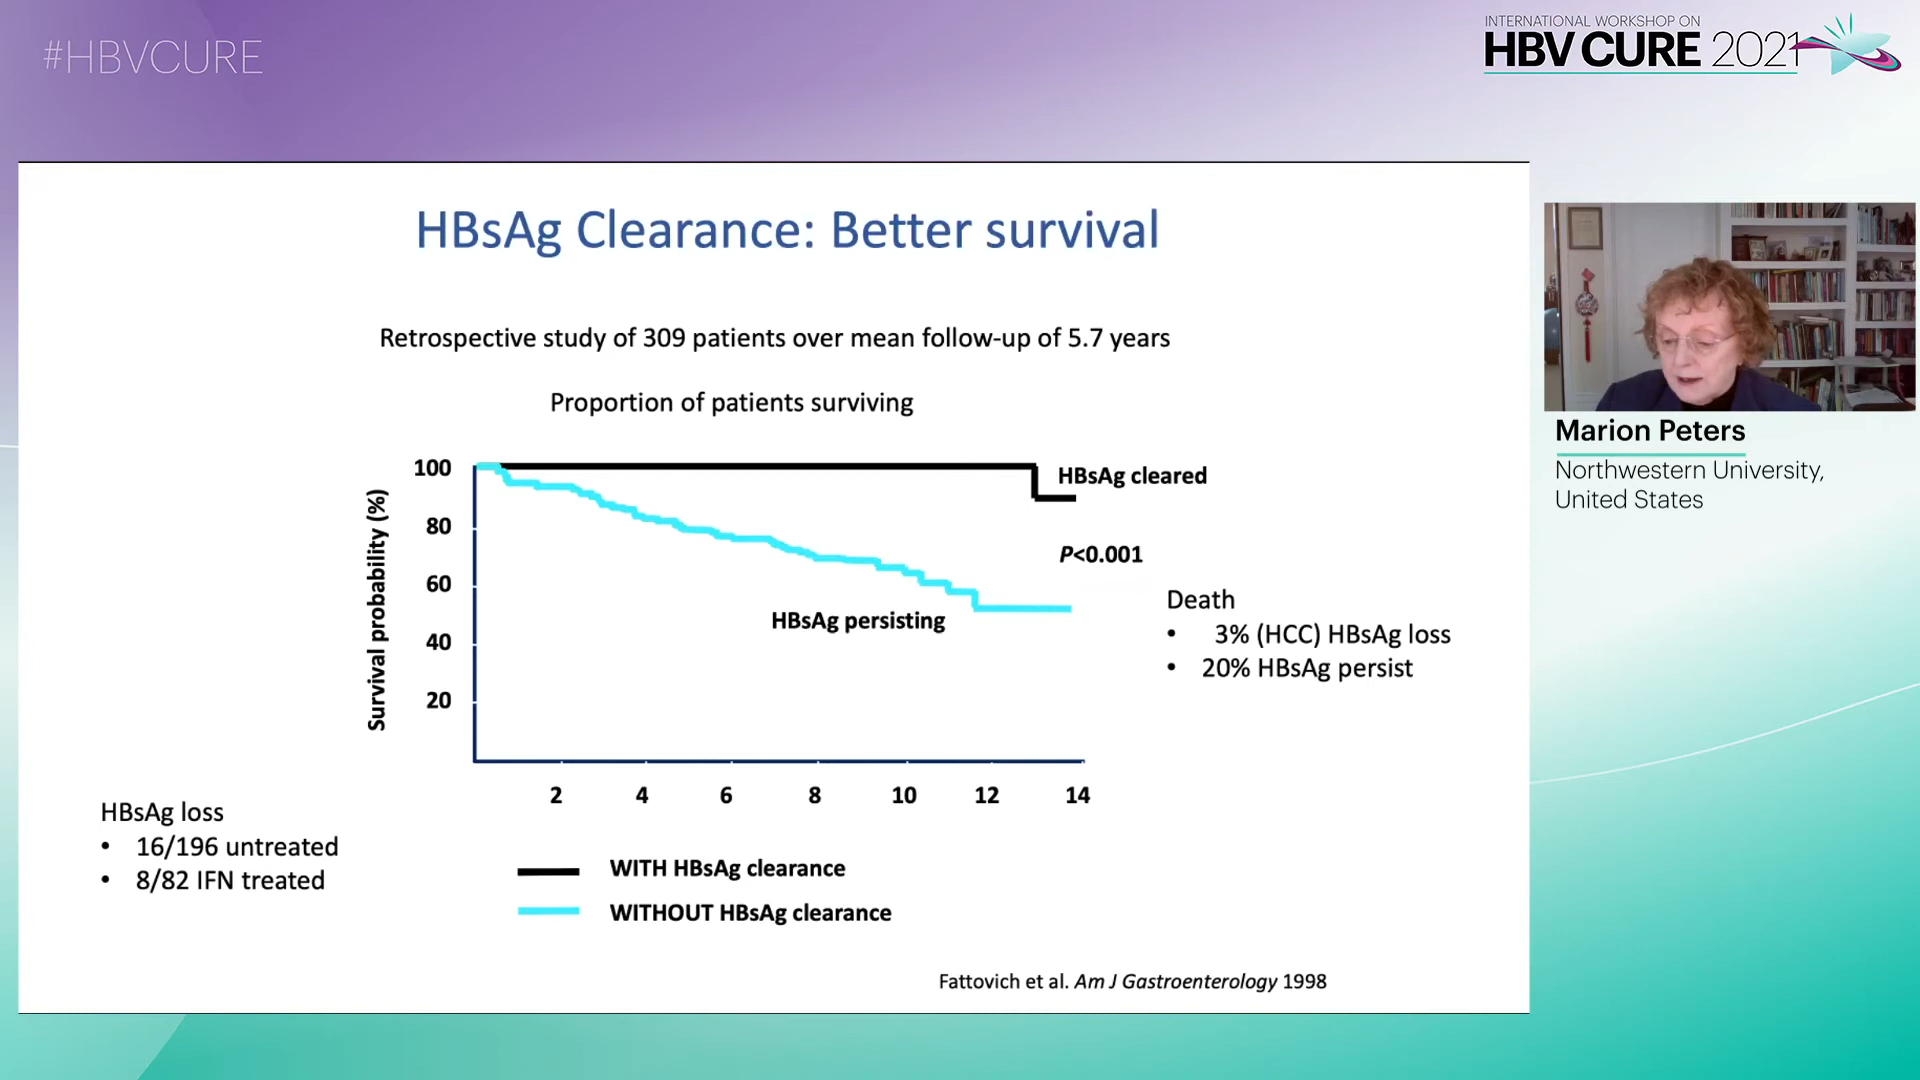 #HBVCURE
INTERNATIONAL WORKSHOP ON
HBV CURE 2021
HBsAg Clearance: Better survival
Retrospective study of 309 patients over mean follow-up of 5.7 years
Proportion of patients surviving
Survival probability (%)
100
80
60
40
20
HBsAg cleared
P<0.001
HBsAg persisting
2 4 6 8 10 12 14
Death
• 3% (HCC) HBsAg loss
• 20% HBsAg persist
HBsAg loss
• 16/196 untreated
• 8/82 IFN treated
WITH HBsAg clearance
WITHOUT HBsAg clearance
Fattovich et al. Am J Gastroenterology 1998
Marion Peters
Northwestern University,
United States